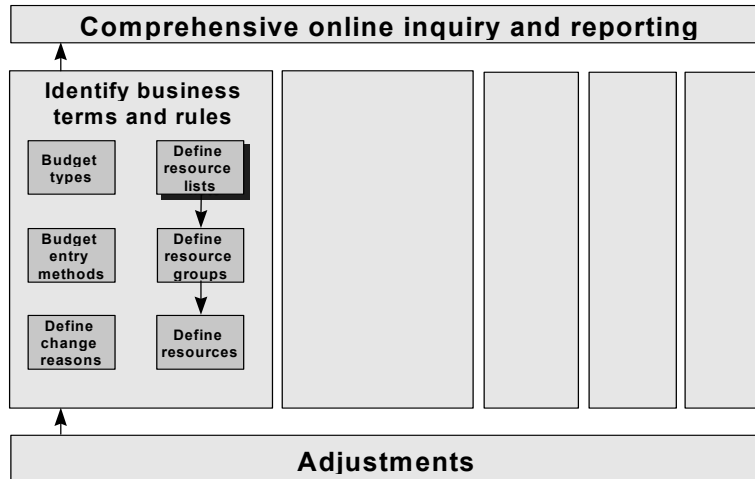 Comprehensive online inquiry and reporting
Identify business
terms and rules
Budget
types
Define
resource
lists
Budget
entry
methods
Define
resource
groups
Define
change
reasons
Define
resources
Adjustments